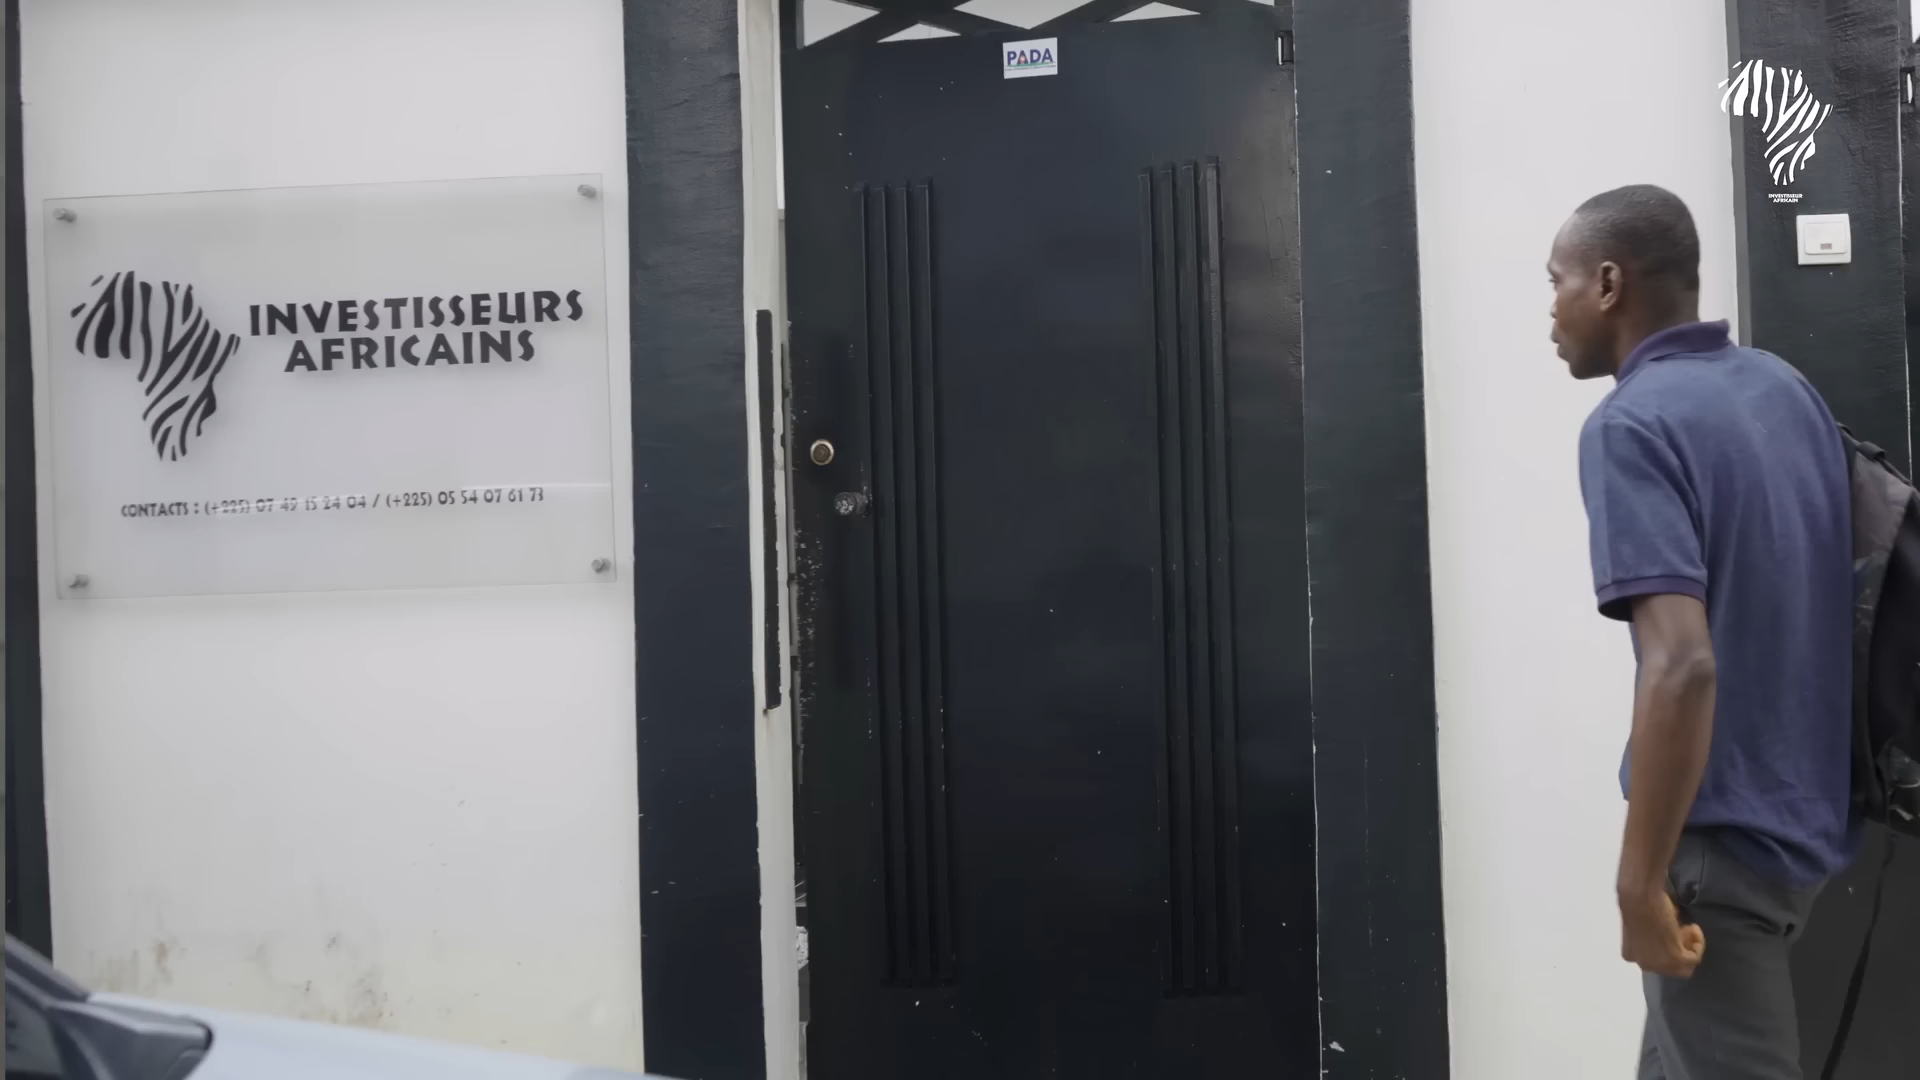 PADA
INVESTISSEURS
AFRICAINS
CONTACTS : (+225) 07 49 15 24 04 / (+225) 05 54 07 61 73
INVESTISSEUR
AFRICAIN